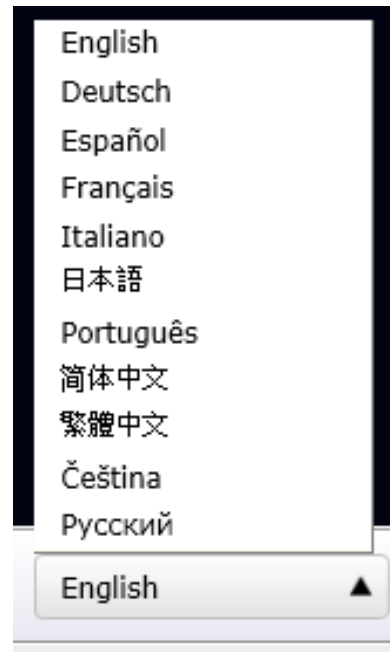 English
Deutsch
Español
Français
Italiano
日本語
Português
简体中文
繁體中文
Čeština
Русский
English